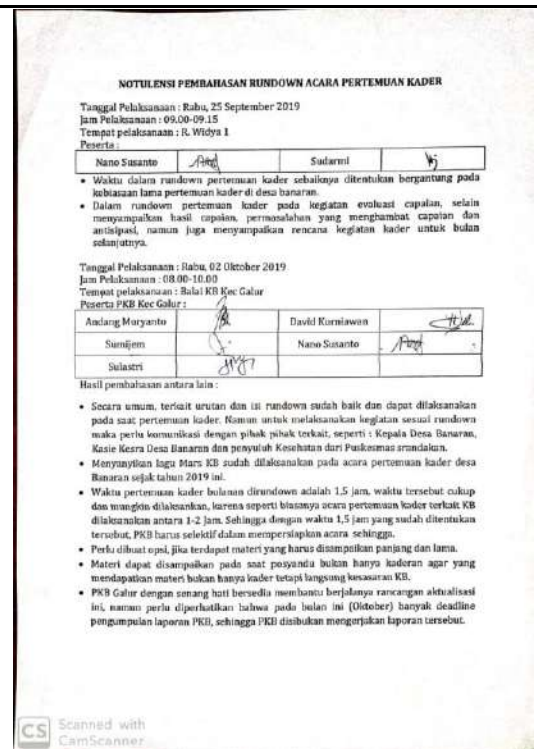 NOTULENSI PEMBAHASAN RUNDOWN ACARA PERTEMUAN KADER
Tanggal Pelaksanaan : Rabu, 25 September 2019
Jam Pelaksanaan : 09.00-09.15
Tempat pelaksanaan : R. Widya 1
Peserta :
Nano Susanto Sudarmi
• Waktu dalam rundown pertemuan kader sebaiknya ditentukan bergantung pada
kebiasaan lama pertemuan kader di desa banaran.
• Dalam rundown pertemuan kader pada kegiatan evaluasi capaian, selain
menyampaikan hasil capaian, permasalahan yang menghambat capaian dan
antisipasi, namun juga menyampaikan rencana kegiatan kader untuk bulan
selanjutnya.
Tanggal Pelaksanaan : Rabu, 02 Oktober 2019
Jam Pelaksanaan : 08.00-10.00
Tempat pelaksanaan : Balai KB Kec Galur
Peserta PKB Kec Galur :
Andang Muryanto David Kurniawan
Sumijem Nano Susanto
Sulastri
Hasil pembahasan antara lain :
• Secara umum, terkait urutan dan isi rundown sudah baik dan dapat dilaksanakan
pada saat pertemuan kader. Namun untuk melaksanakan kegiatan sesuai rundown
maka perlu komunikasi dengan pihak pihak terkait, seperti : Kepala Desa Banaran,
Kasie Kesra Desa Banaran dan penyuluh Kesehatan dari Puskesmas srandakan.
• Menyanyikan lagu Mars KB sudah dilaksanakan pada acara pertemuan kader desa
Banaran sejak tahun 2019 ini.
• Waktu pertemuan kader bulanan dirundown adalah 1,5 jam, waktu tersebut cukup
dan mungkin dilaksankan, karena seperti biasanya acara pertemuan kader terkait KB
dilaksanakan antara 1-2 jam. Sehingga dengan waktu 1,5 jam yang sudah ditentukan
tersebut, PKB harus selektif dalam mempersiapkan acara sehingga.
• Perlu dibuat opsi, jika terdapat materi yang harus disampaikan panjang dan lama.
• Materi dapat disampaikan pada saat posyandu bukan hanya kaderan agar yang
mendapatkan materi bukan hanya kader tetapi langsung kesasaran KB.
• PKB Galur dengan senang hati bersedia membantu berjalanya rancangan aktualisasi
ini, namun perlu diperhatikan bahwa pada bulan ini (Oktober) banyak deadline
pengumpulan laporan PKB, sehingga PKB disibukan mengerjakan laporan tersebut.
CS Scanned with
CamScanner